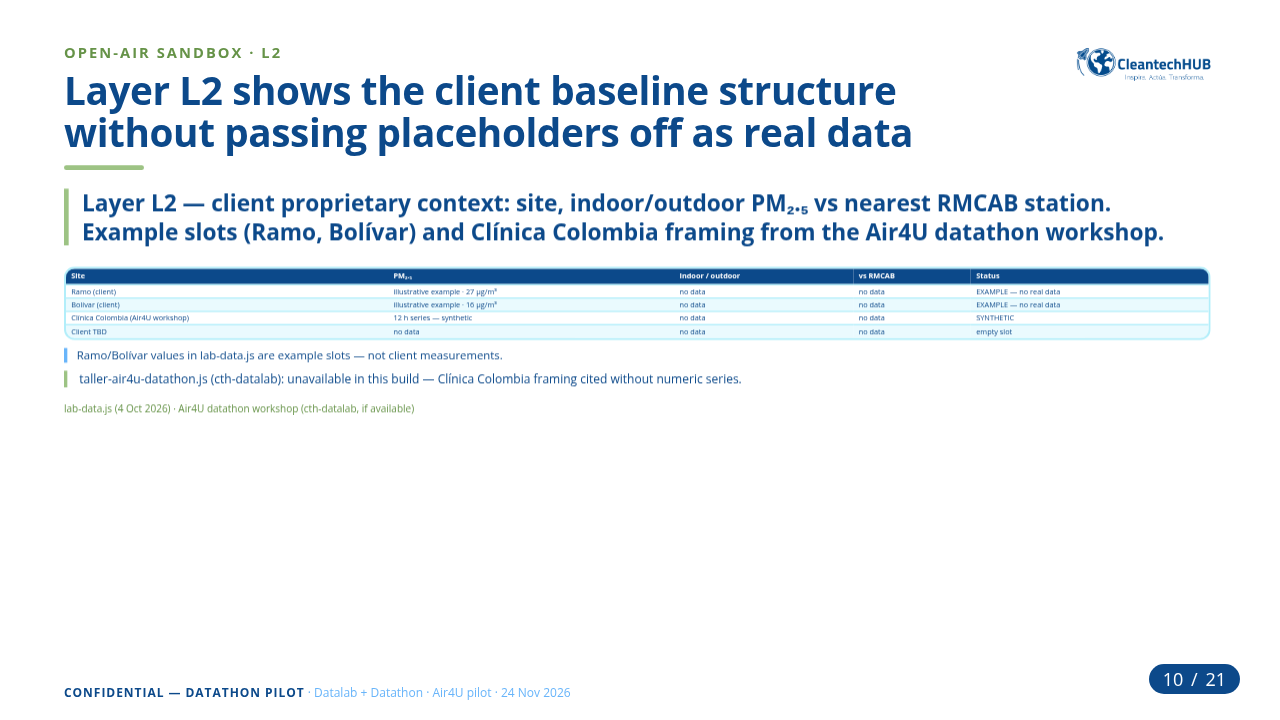 OPEN-AIR SANDBOX · L2
CleantechHUB
Inspira. Actúa. Transforma.
Layer L2 shows the client baseline structure
without passing placeholders off as real data
Layer L2 — client proprietary context: site, indoor/outdoor PM₂.₅ vs nearest RMCAB station.
Example slots (Ramo, Bolívar) and Clínica Colombia framing from the Air4U datathon workshop.
Site PM₂.₅ Indoor / outdoor vs RMCAB Status
Ramo (client) Illustrative example · 27 µg/m³ no data no data EXAMPLE — no real data
Bolívar (client) Illustrative example · 16 µg/m³ no data no data EXAMPLE — no real data
Clínica Colombia (Air4U workshop) 12 h series — synthetic no data no data SYNTHETIC
Client TBD no data no data no data empty slot
Ramo/Bolívar values in lab-data.js are example slots — not client measurements.
taller-air4u-datathon.js (cth-datalab): unavailable in this build — Clínica Colombia framing cited without numeric series.
lab-data.js (4 Oct 2026) · Air4U datathon workshop (cth-datalab, if available)
CONFIDENTIAL — DATATHON PILOT · Datalab + Datathon · Air4U pilot · 24 Nov 2026
10 / 21